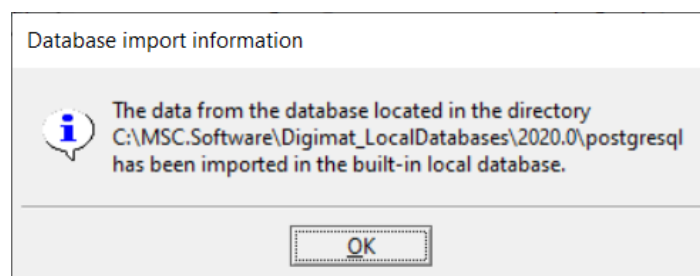 Database import information
The data from the database located in the directory
C:\MSC.Software\Digimat_LocalDatabases\2020.0\postgresql
has been imported in the built-in local database.
OK